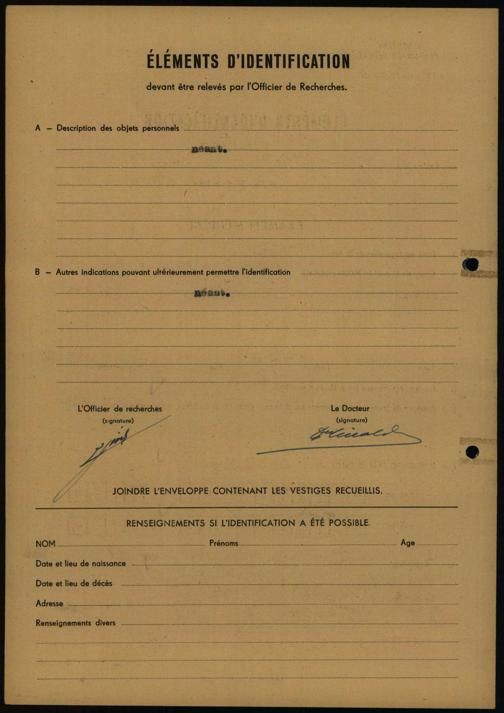 ÉLÉMENTS D'IDENTIFICATION
devant être relevés par l'Officier de Recherches.
A – Description des objets personnels
néant.
B – Autres indications pouvant ultérieurement permettre l'identification
néant.
L'Officier de recherches Le Docteur
(signature) (signature)
JOINDRE L'ENVELOPPE CONTENANT LES VESTIGES RECUEILLIS.
RENSEIGNEMENTS SI L'IDENTIFICATION A ÉTÉ POSSIBLE
NOM Prénoms Age
Date et lieu de naissance
Date et lieu de décès
Adresse
Renseignements divers